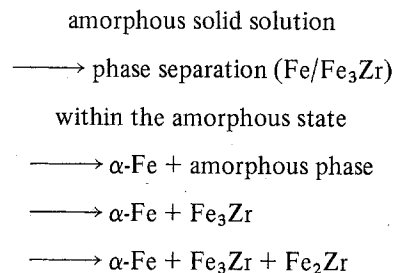 amorphous solid solution
⟶ phase separation (Fe/Fe₃Zr)
within the amorphous state
⟶ α-Fe + amorphous phase
⟶ α-Fe + Fe₃Zr
⟶ α-Fe + Fe₃Zr + Fe₂Zr